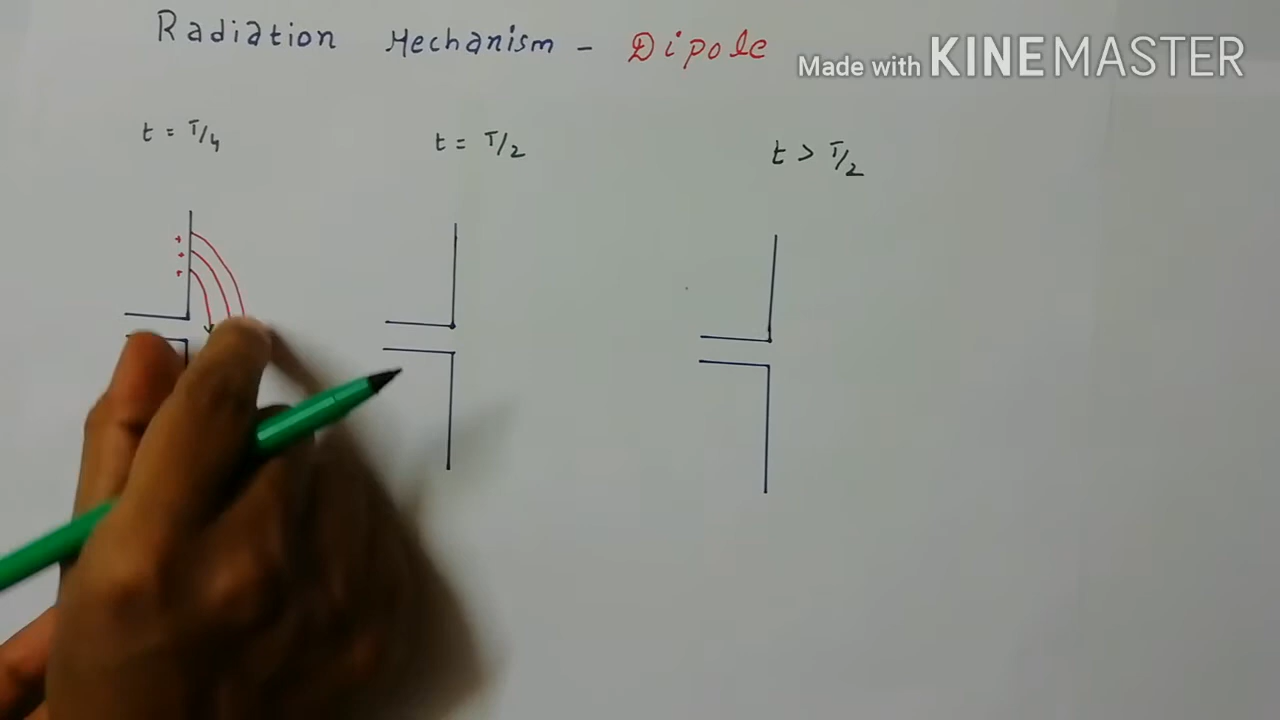 Radiation Mechanism - Dipole
Made with KINEMASTER
t = T/4
t = T/2
t > T/2
+
+
+